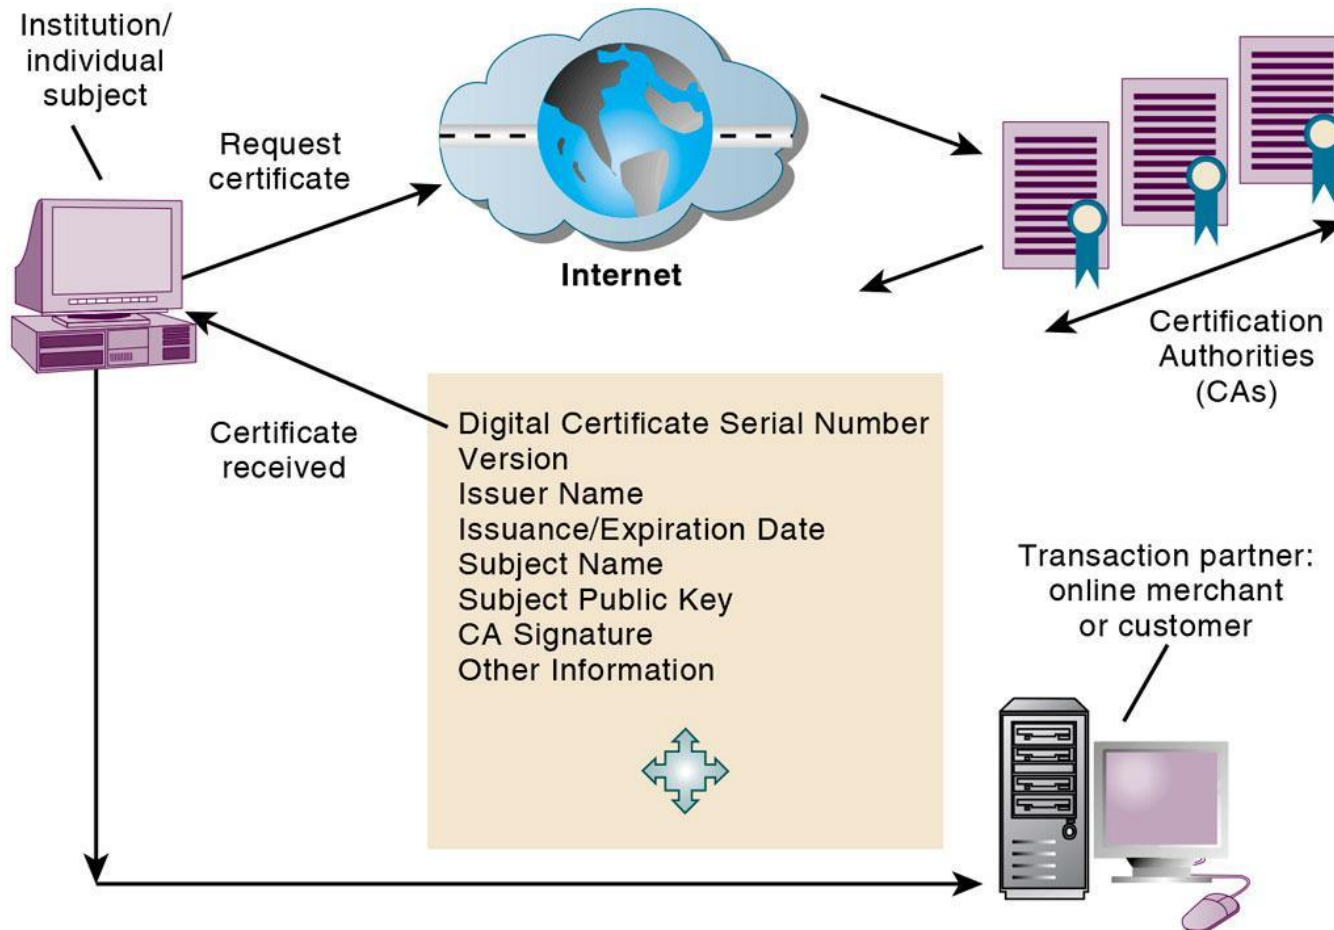 Institution/
individual
subject
Request
certificate
Internet
Certification
Authorities
(CAs)
Certificate
received
Digital Certificate Serial Number
Version
Issuer Name
Issuance/Expiration Date
Subject Name
Subject Public Key
CA Signature
Other Information
Transaction partner:
online merchant
or customer